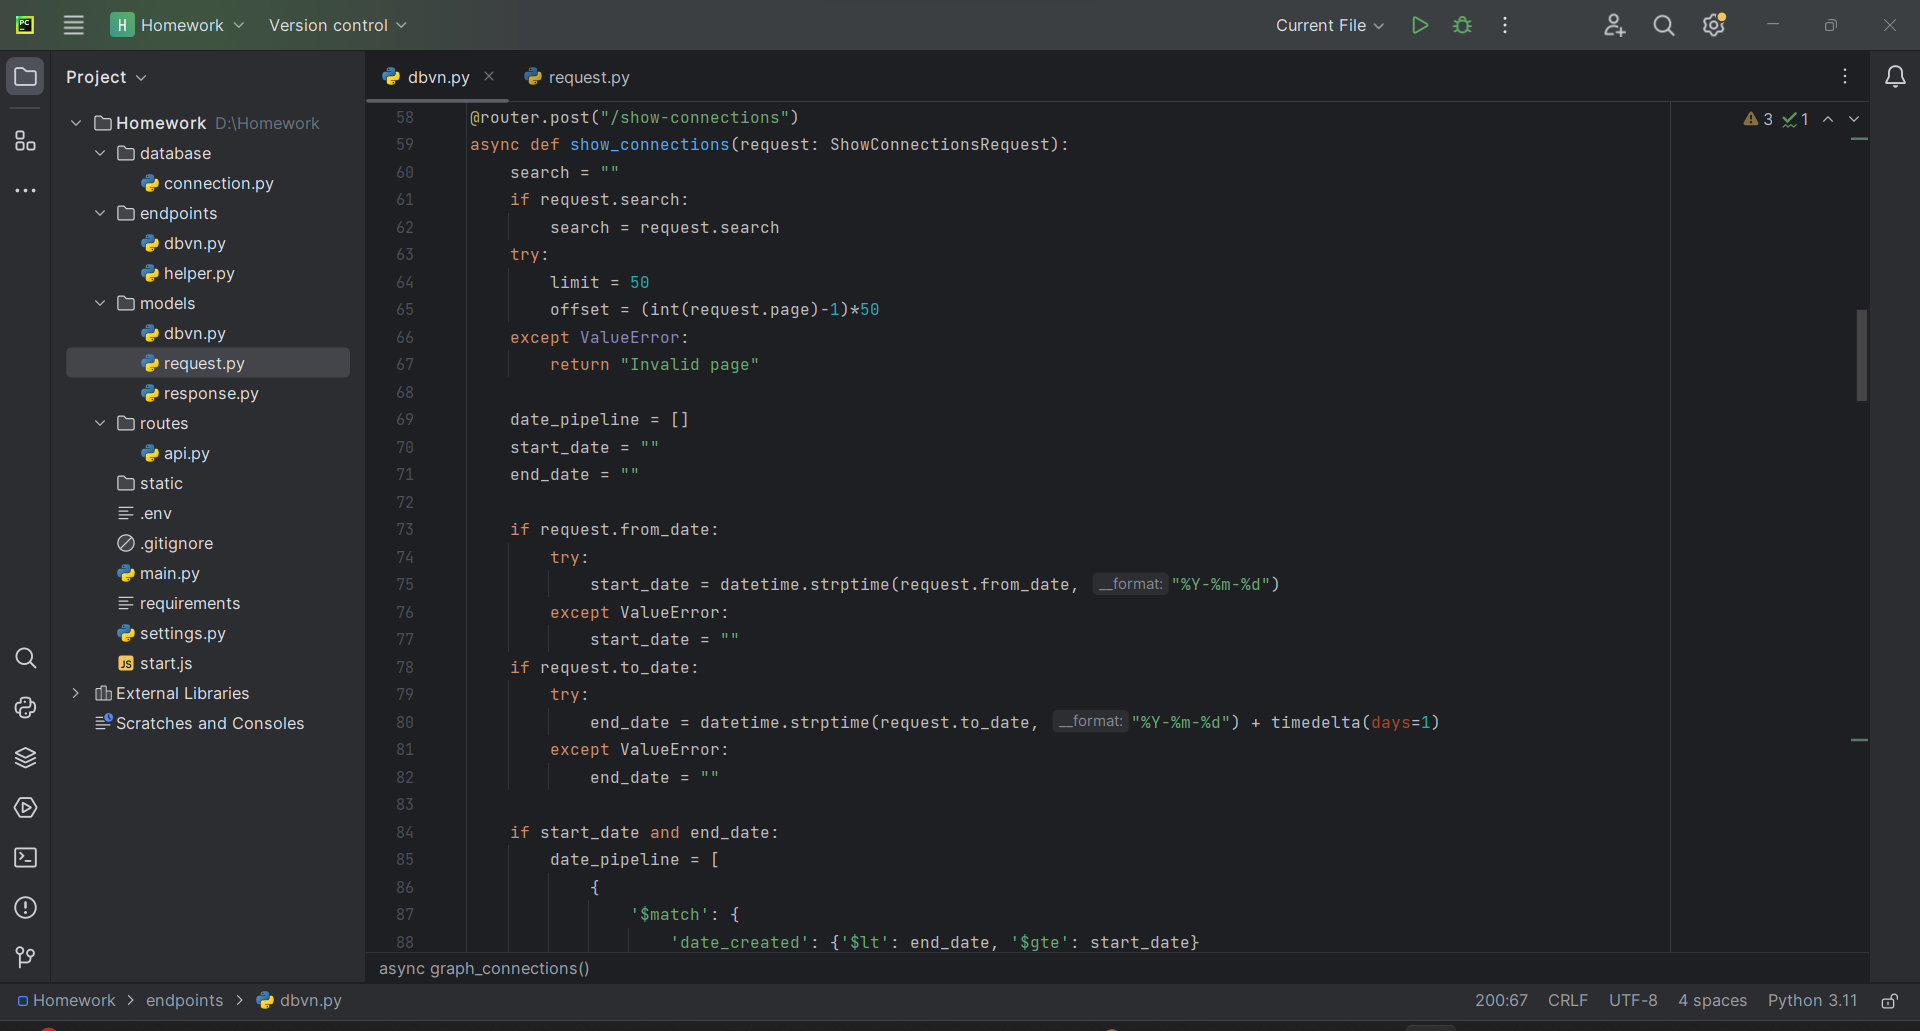 PC
H Homework Version control Current File
Project
dbvn.py request.py
Homework D:\Homework
database
connection.py
endpoints
dbvn.py
helper.py
models
dbvn.py
request.py
response.py
routes
api.py
static
.env
.gitignore
main.py
requirements
settings.py
JS start.js
External Libraries
Scratches and Consoles
3 1
58 @router.post("/show-connections")
59 async def show_connections(request: ShowConnectionsRequest):
60 search = ""
61 if request.search:
62 search = request.search
63 try:
64 limit = 50
65 offset = (int(request.page)-1)*50
66 except ValueError:
67 return "Invalid page"
68
69 date_pipeline = []
70 start_date = ""
71 end_date = ""
72
73 if request.from_date:
74 try:
75 start_date = datetime.strptime(request.from_date, __format: "%Y-%m-%d")
76 except ValueError:
77 start_date = ""
78 if request.to_date:
79 try:
80 end_date = datetime.strptime(request.to_date, __format: "%Y-%m-%d") + timedelta(days=1)
81 except ValueError:
82 end_date = ""
83
84 if start_date and end_date:
85 date_pipeline = [
86 {
87 '$match': {
88 'date_created': {'$lt': end_date, '$gte': start_date}
async graph_connections()
Homework > endpoints > dbvn.py 200:67 CRLF UTF-8 4 spaces Python 3.11